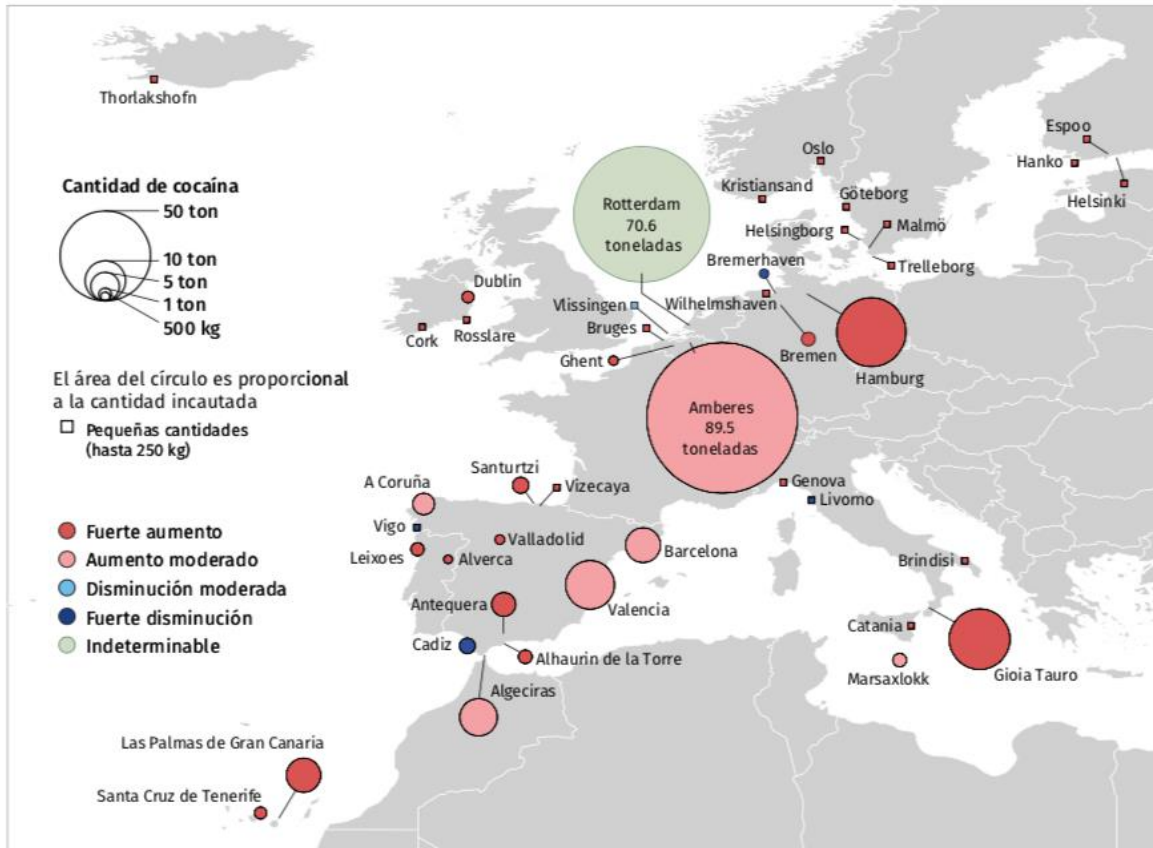 Thorlakshofn
Cantidad de cocaína
50 ton
10 ton
5 ton
1 ton
500 kg
El área del círculo es proporcional
a la cantidad incautada
Pequeñas cantidades
(hasta 250 kg)
Fuerte aumento
Aumento moderado
Disminución moderada
Fuerte disminución
Indeterminable
Rotterdam
70.6
toneladas
Oslo
Kristiansand
Göteborg
Helsingborg
Malmö
Trelleborg
Espoo
Hanko
Helsinki
Bremerhaven
Wilhelmshaven
Bremen
Hamburg
Dublin
Cork
Rosslare
Vlissingen
Bruges
Ghent
Amberes
89.5
toneladas
Santurtzi
Vizecaya
A Coruña
Vigo
Leixoes
Valladolid
Alverca
Barcelona
Valencia
Antequera
Cadiz
Alhaurin de la Torre
Algeciras
Genova
Livorno
Brindisi
Catania
Marsaxlokk
Gioia Tauro
Las Palmas de Gran Canaria
Santa Cruz de Tenerife